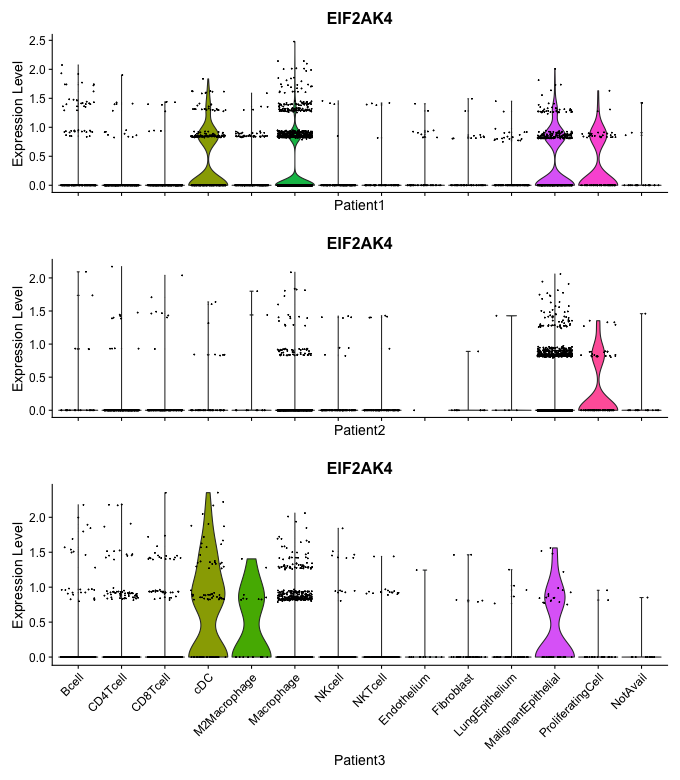 EIF2AK4
Expression Level
2.5
2.0
1.5
1.0
0.5
0.0
Patient1
EIF2AK4
Expression Level
2.0
1.5
1.0
0.5
0.0
Patient2
EIF2AK4
Expression Level
2.0
1.5
1.0
0.5
0.0
Bcell
CD4Tcell
CD8Tcell
cDC
M2Macrophage
Macrophage
NKcell
NKTcell
Endothelium
Fibroblast
LungEpithelium
MalignantEpithelial
ProliferatingCell
NotAvail
Patient3